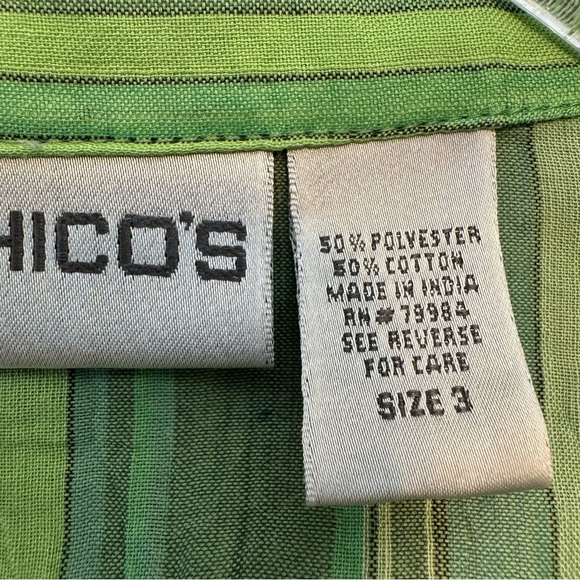 HICO'S
50% POLYESTER
50% COTTON
MADE IN INDIA
RN# 79984
SEE REVERSE
FOR CARE
SIZE 3